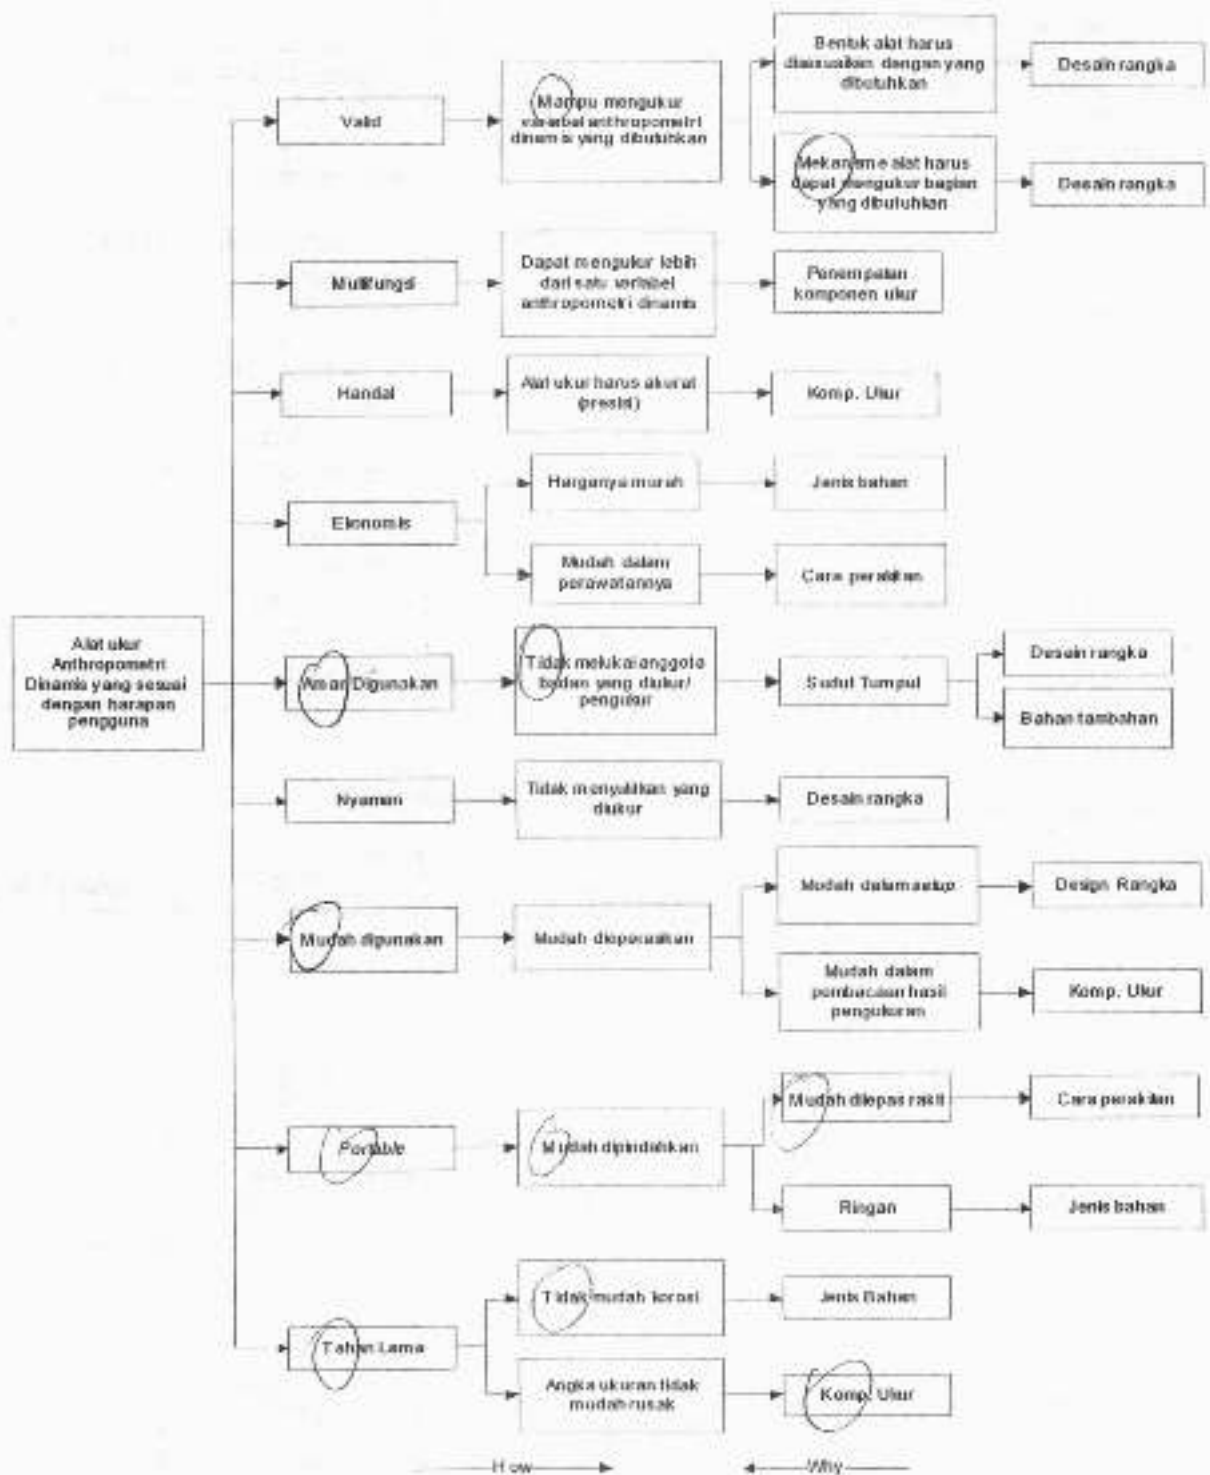 Alat ukur
Anthropometri
Dinamis yang sesuai
dengan harapan
pengguna
Valid
Mampu mengukur
variabel anthropometri
dinamis yang dibutuhkan
Bentuk alat harus
disesuaikan dengan yang
dibutuhkan
Desain rangka
Mekanisme alat harus
dapat mengukur bagian
yang dibutuhkan
Desain rangka
Multifungsi
Dapat mengukur lebih
dari satu variabel
anthropometri dinamis
Penempatan
komponen ukur
Handal
Alat ukur harus akurat
(presisi)
Komp. Ukur
Ekonomis
Harganya murah
Jenis bahan
Mudah dalam
perawatannya
Cara perakitan
Aman Digunakan
Tidak melukai anggota
badan yang diukur/
pengukur
Sudut Tumpul
Desain rangka
Bahan tambahan
Nyaman
Tidak menyulitkan yang
diukur
Desain rangka
Mudah digunakan
Mudah dioperasikan
Mudah dalam setup
Design Rangka
Mudah dalam
pembacaan hasil
pengukuran
Komp. Ukur
Portable
Mudah dipindahkan
Mudah dilepas rakit
Cara perakitan
Ringan
Jenis bahan
Tahan Lama
Tidak mudah korosi
Jenis Bahan
Angka ukuran tidak
mudah rusak
Komp. Ukur
How
Why